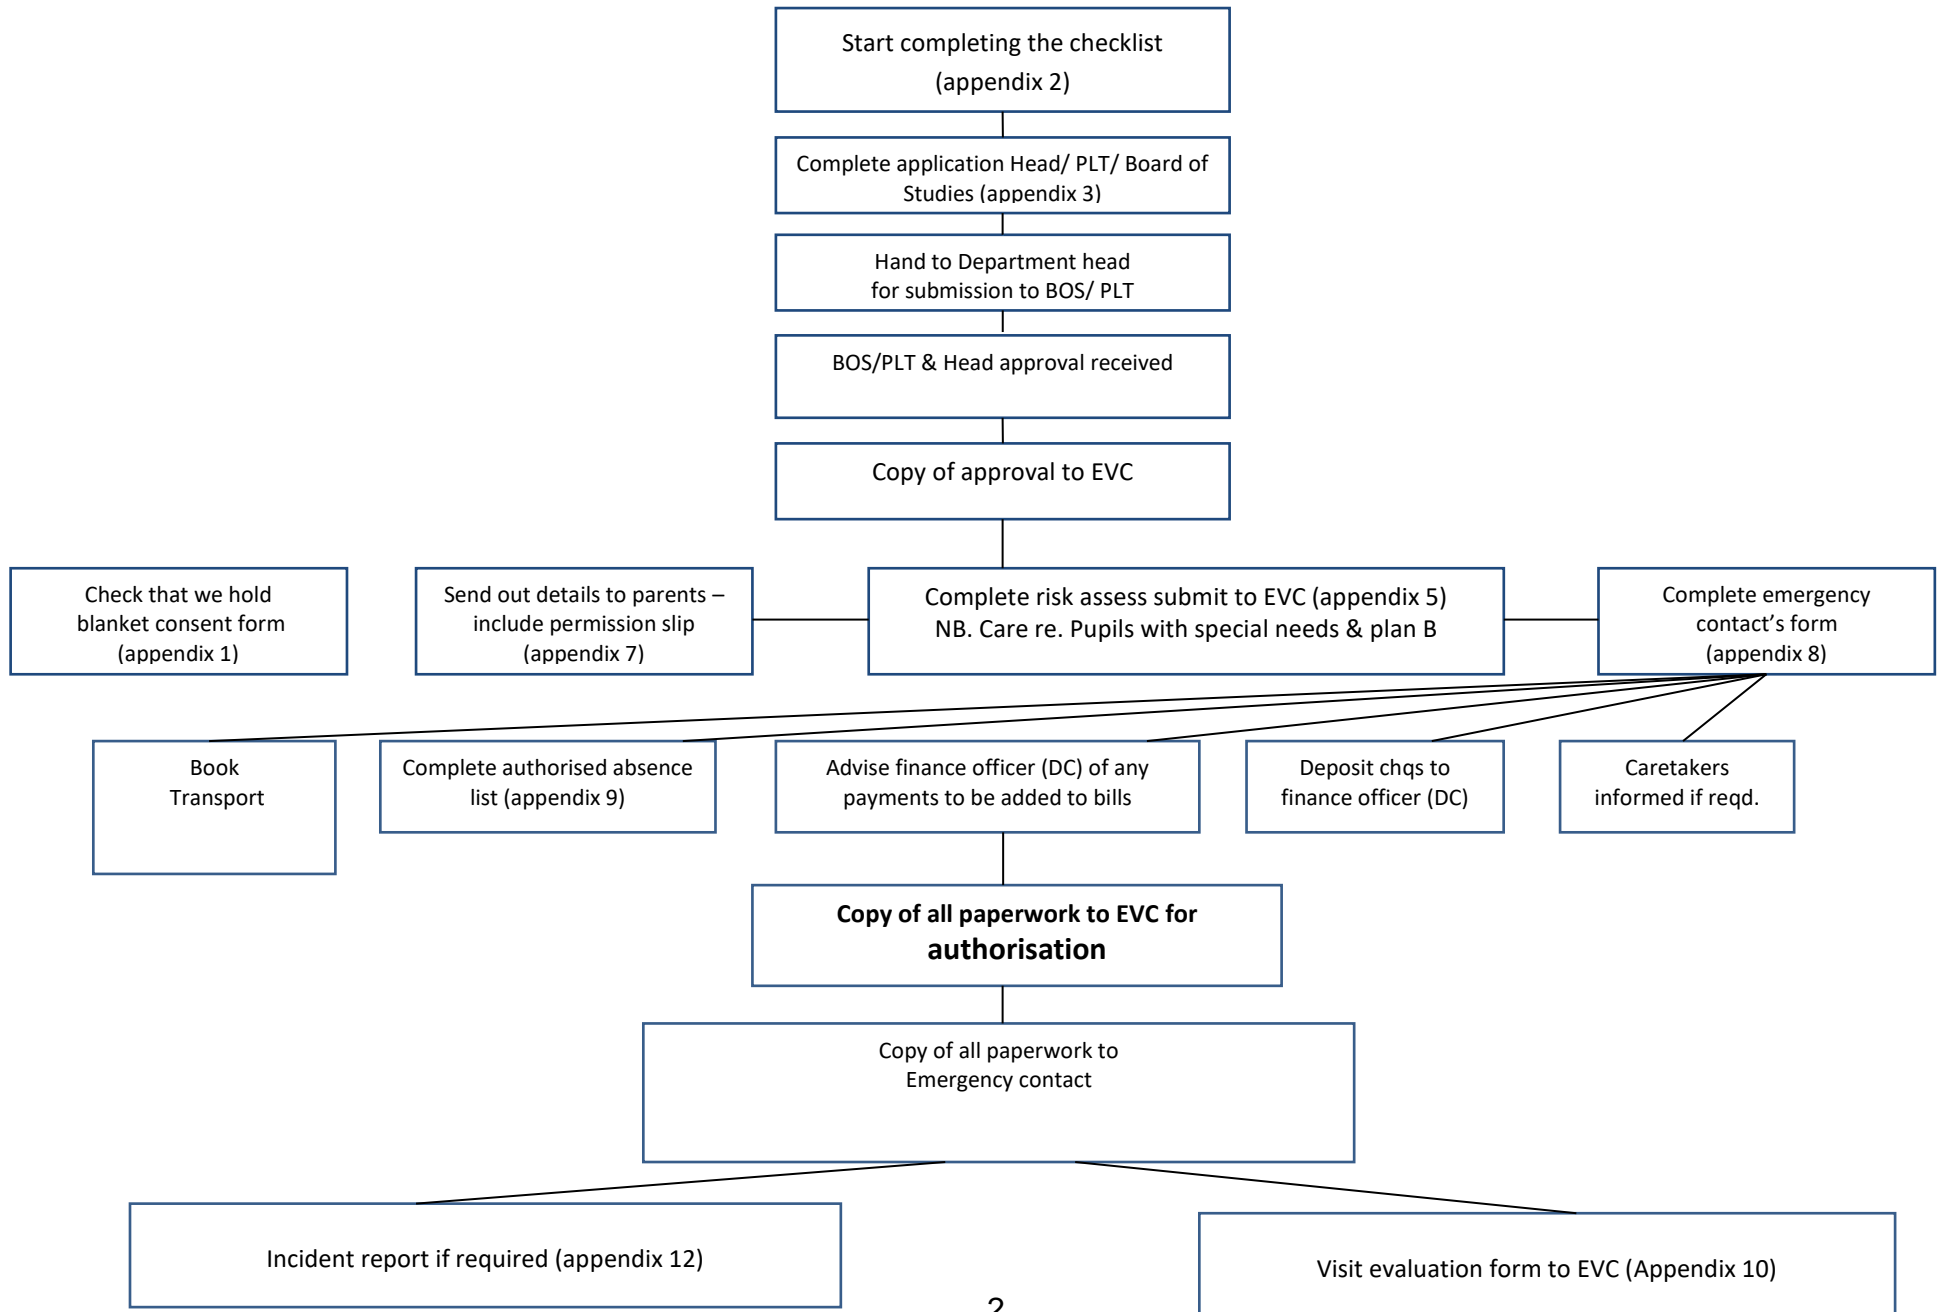 Start completing the checklist
(appendix 2)
Complete application Head/ PLT/ Board of
Studies (appendix 3)
Hand to Department head
for submission to BOS/ PLT
BOS/PLT & Head approval received
Copy of approval to EVC
Check that we hold
blanket consent form
(appendix 1)
Send out details to parents –
include permission slip
(appendix 7)
Complete risk assess submit to EVC (appendix 5)
NB. Care re. Pupils with special needs & plan B
Complete emergency
contact’s form
(appendix 8)
Book
Transport
Complete authorised absence
list (appendix 9)
Advise finance officer (DC) of any
payments to be added to bills
Deposit chqs to
finance officer (DC)
Caretakers
informed if reqd.
Copy of all paperwork to EVC for
authorisation
Copy of all paperwork to
Emergency contact
Incident report if required (appendix 12)
Visit evaluation form to EVC (Appendix 10)
2